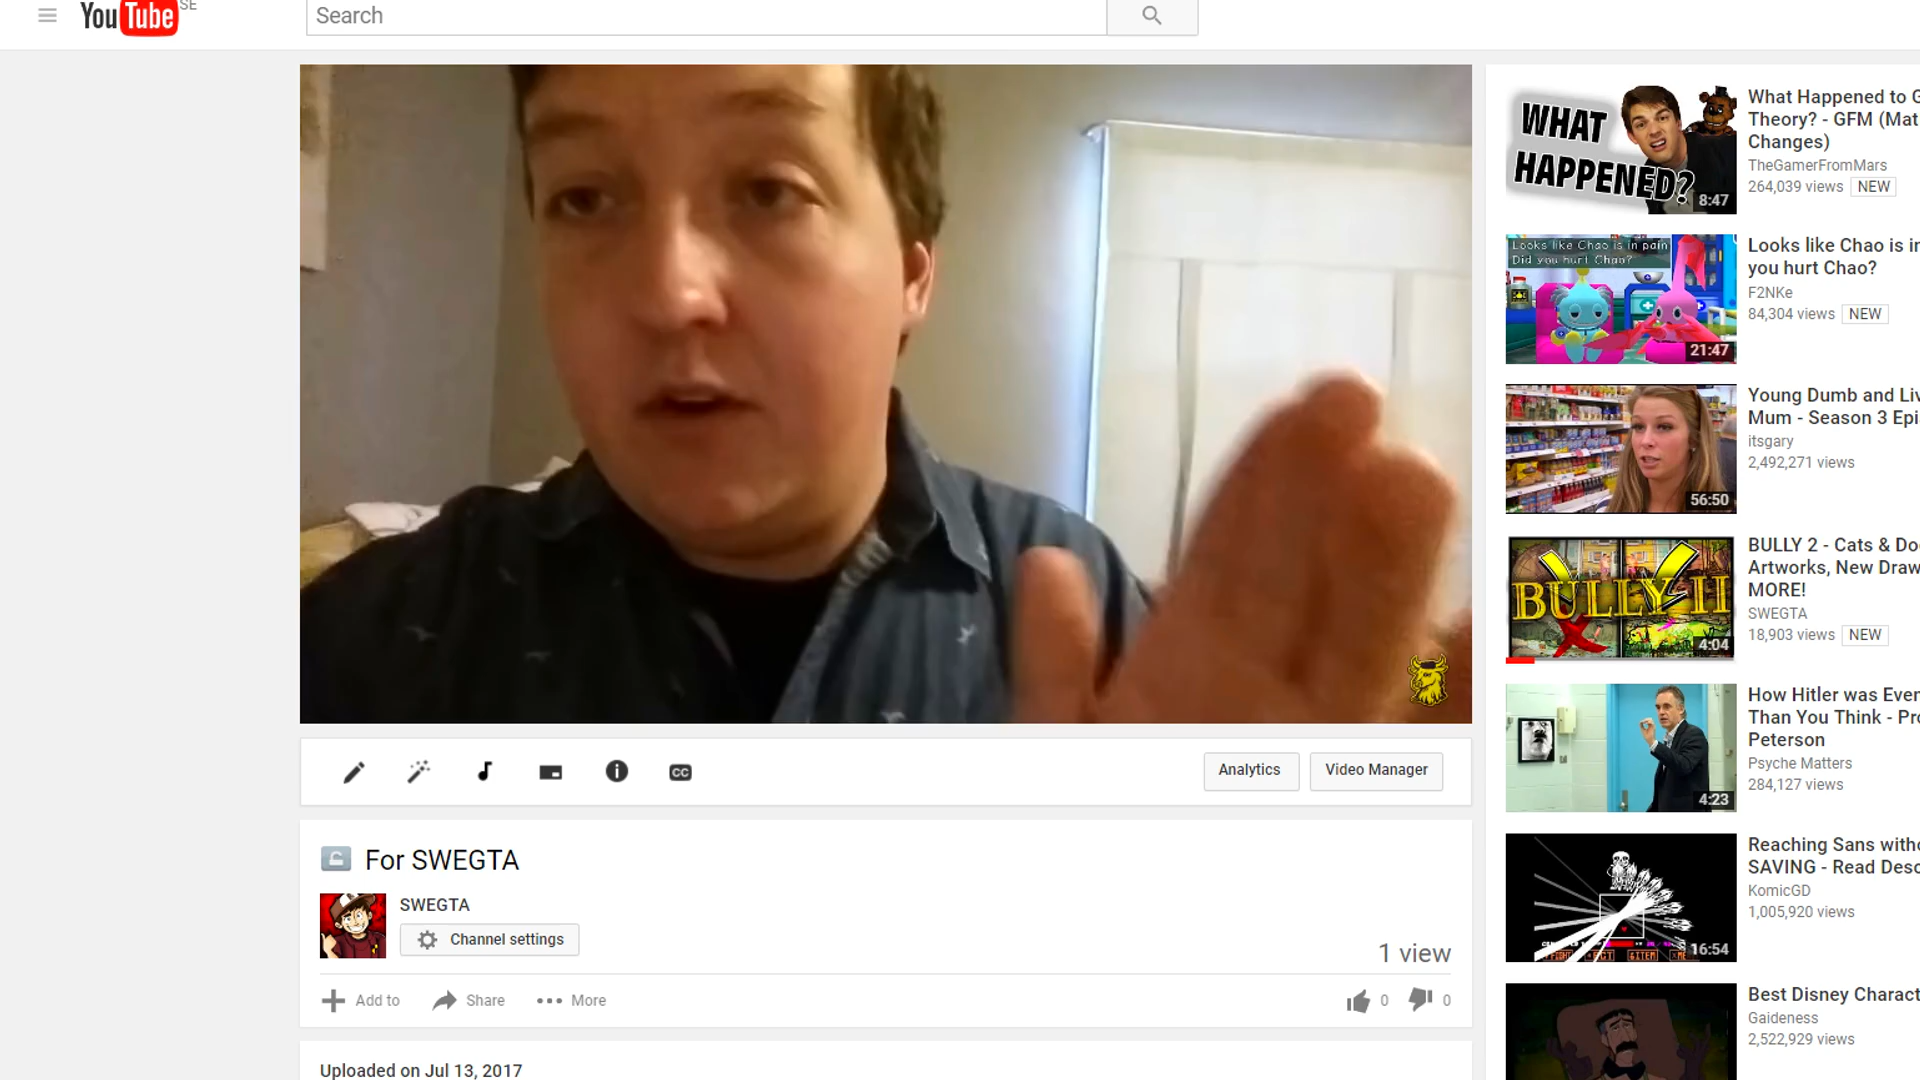 YouTube SE
Search
For SWEGTA
SWEGTA
Channel settings
Analytics
Video Manager
CC
1 view
Add to
Share
More
0
0
Uploaded on Jul 13, 2017
WHAT
HAPPENED?
8:47
What Happened to G
Theory? - GFM (Mat
Changes)
TheGamerFromMars
264,039 views NEW
Looks like Chao is in pain
Did you hurt Chao?
21:47
Looks like Chao is in
you hurt Chao?
F2NKe
84,304 views NEW
56:50
Young Dumb and Liv
Mum - Season 3 Epi
itsgary
2,492,271 views
BULLY II
4:04
BULLY 2 - Cats & Do
Artworks, New Draw
MORE!
SWEGTA
18,903 views NEW
4:23
How Hitler was Even
Than You Think - Pro
Peterson
Psyche Matters
284,127 views
16:54
Reaching Sans witho
SAVING - Read Desc
KomicGD
1,005,920 views
Best Disney Charact
Gaideness
2,522,929 views